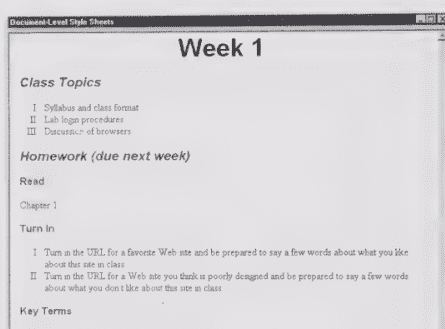 Document-Level Style Sheets
Week 1
Class Topics
I Syllabus and class format
II Lab login procedures
III Discussion of browsers
Homework (due next week)
Read
Chapter 1
Turn In
I Turn in the URL for a favorite Web site and be prepared to say a few words about what you like
about this site in class
II Turn in the URL for a Web site you think is poorly designed and be prepared to say a few words
about what you don't like about this site in class
Key Terms